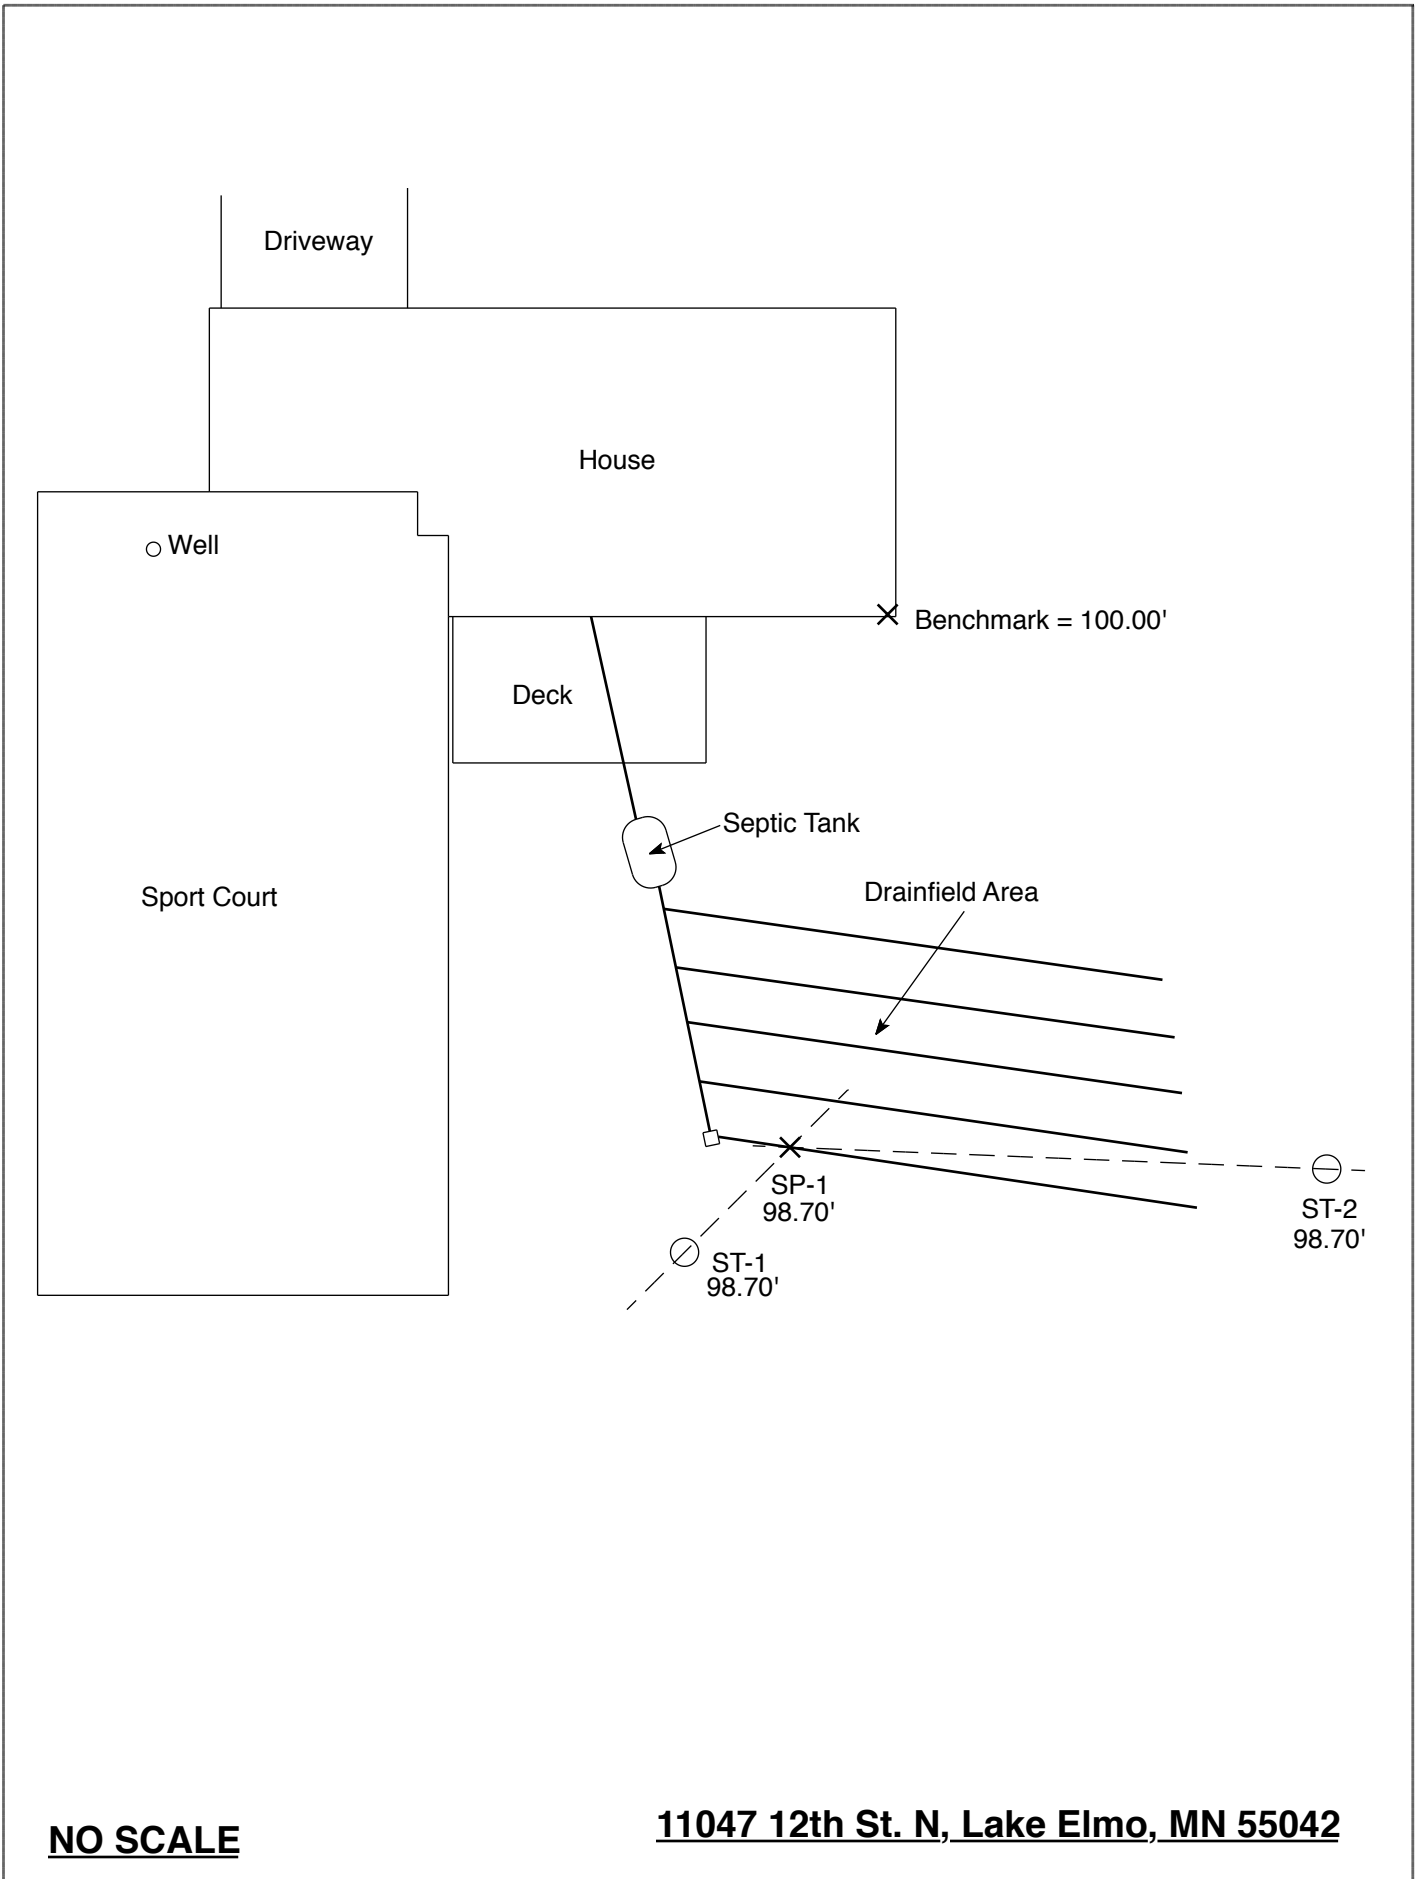 Driveway
House
Well
Benchmark = 100.00'
Deck
Septic Tank
Drainfield Area
Sport Court
SP-1
98.70'
ST-2
98.70'
ST-1
98.70'
11047 12th St. N, Lake Elmo, MN 55042
NO SCALE